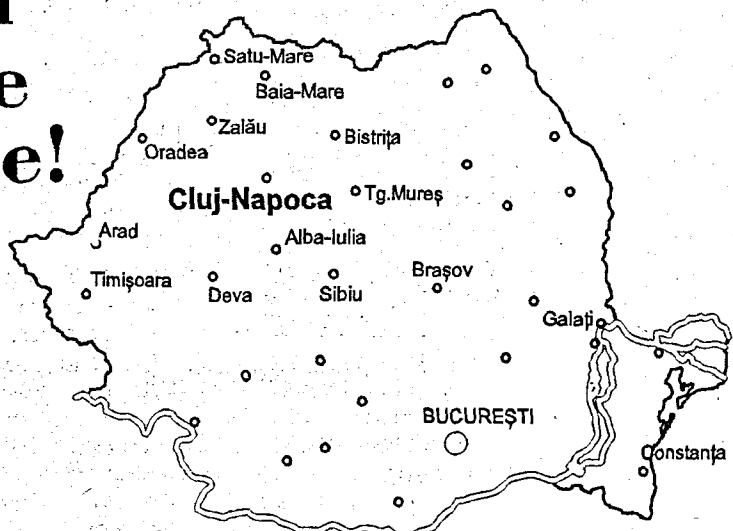 e
e!
Satu-Mare
Baia-Mare
Zalău
Bistrița
Oradea
Cluj-Napoca
Tg.Mureș
Arad
Alba-Iulia
Timișoara
Deva
Sibiu
Brașov
Galați
BUCUREȘTI
Constanța